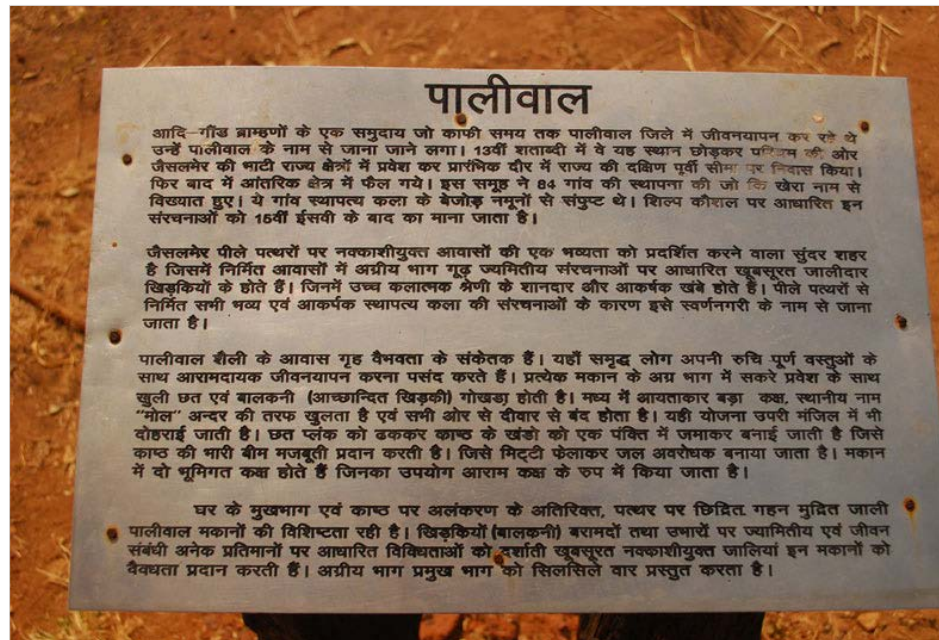 पालीवाल
आदि–गौंड ब्राम्हणों के एक समुदाय जो काफी समय तक पालीवाल जिले में जीवनयापन कर रहे थे
उन्हें पालीवाल के नाम से जाना जाने लगा। 13वीं शताब्दी में वे यह स्थान छोड़कर पश्चिम की ओर
जैसलमेर की भाटी राज्य क्षेत्रों में प्रवेश कर प्रारंभिक दौर में राज्य की दक्षिण पूर्वी सीमा पर निवास किया।
फिर बाद में आंतरिक क्षेत्र में फैल गये। इस समूह ने 84 गांव की स्थापना की जो कि खेरा नाम से
विख्यात हुए। ये गांव स्थापत्य कला के बेजोड़ नमूनों से संपुष्ट थे। शिल्प कौशल पर आधारित इन
संरचनाओं को 15वीं ईसवी के बाद का माना जाता है।
जैसलमेर पीले पत्थरों पर नक्काशीयुक्त आवासों की एक भव्यता को प्रदर्शित करने वाला सुंदर शहर
है जिसमें निर्मित आवासों में अग्रीय भाग गूढ़ ज्यमितीय संरचनाओं पर आधारित खूबसूरत जालीदार
खिड़कियों के होते हैं। जिनमें उच्च कलात्मक श्रेणी के शानदार और आकर्षक खंबे होते हैं। पीले पत्थरों से
निर्मित सभी भव्य एवं आकर्पक स्थापत्य कला की संरचनाओं के कारण इसे स्वर्णनगरी के नाम से जाना
जाता है।
पालीवाल शैली के आवास गृह वैभवता के संकेतक हैं। यहाँ समृद्ध लोग अपनी रुचि पूर्ण वस्तुओं के
साथ आरामदायक जीवनयापन करना पसंद करते हैं। प्रत्येक मकान के अग्र भाग में सकरे प्रवेश के साथ
खुली छत एवं बालकनी (आच्छान्दित खिड़की) गोखडा़ होती है। मध्य में आयताकार बड़ा कक्ष, स्थानीय नाम
"मोल" अन्दर की तरफ खुलता है एवं सभी ओर से दीवार से बंद होता है। यही योजना उपरी मंजिल में भी
दोहराई जाती है। छत प्लंक को ढककर काष्ठ के खंडो को एक पंक्ति में जमाकर बनाई जाती है जिसे
काष्ठ की भारी बीम मजबूती प्रदान करती है। जिसे मिट्टी फेलाकर जल अवरोधक बनाया जाता है। मकान
में दो भूमिगत कक्ष होते हैं जिनका उपयोग आराम कक्ष के रुप में किया जाता है।
घर के मुखभाग एवं काष्ठ पर अलंकरण के अतिरिक्त, पत्थर पर छिद्रित गहन मुद्रित जाली
पालीवाल मकानों की विशिष्टता रही है। खिड़कियों (बालकनी) बरामदों तथा उभारों पर ज्यामितीय एवं जीवन
संबंधी अनेक प्रतिमानों पर आधारित विविधताओं को दर्शाती खूबसूरत नक्काशीयुक्त जालियां इन मकानों को
वैवधता प्रदान करती हैं। अग्रीय भाग प्रमुख भाग को सिलसिले वार प्रस्तुत करता है।